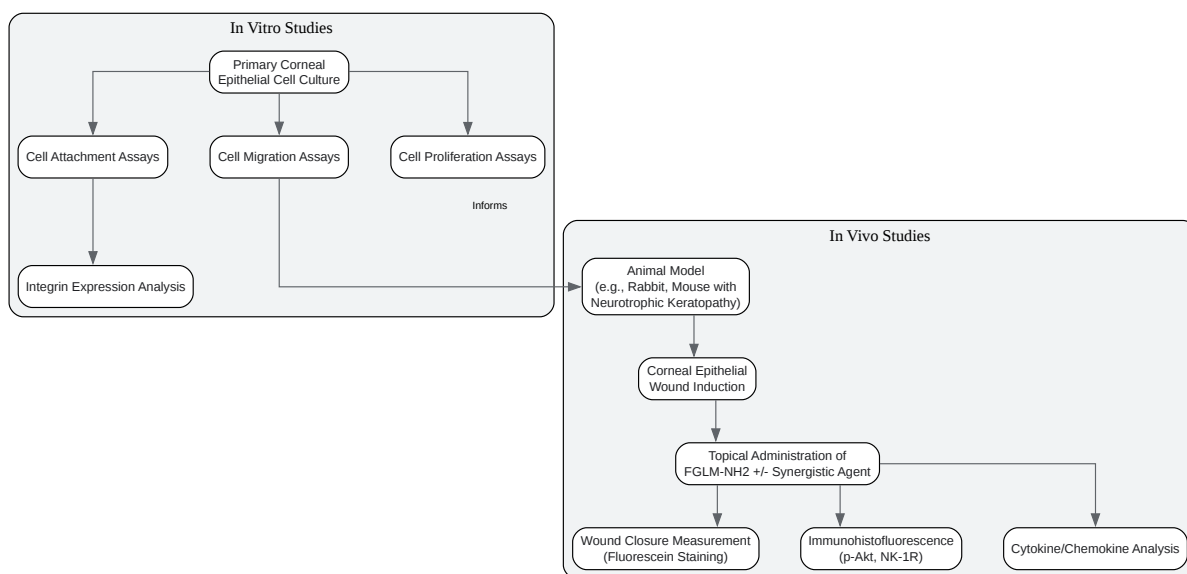 In Vitro Studies
Primary Corneal
Epithelial Cell Culture
Cell Attachment Assays
Cell Migration Assays
Cell Proliferation Assays
Informs
Integrin Expression Analysis
In Vivo Studies
Animal Model
(e.g., Rabbit, Mouse with
Neurotrophic Keratopathy)
Corneal Epithelial
Wound Induction
Topical Administration of
FGLM-NH2 +/- Synergistic Agent
Wound Closure Measurement
(Fluorescein Staining)
Immunohistofluorescence
(p-Akt, NK-1R)
Cytokine/Chemokine Analysis